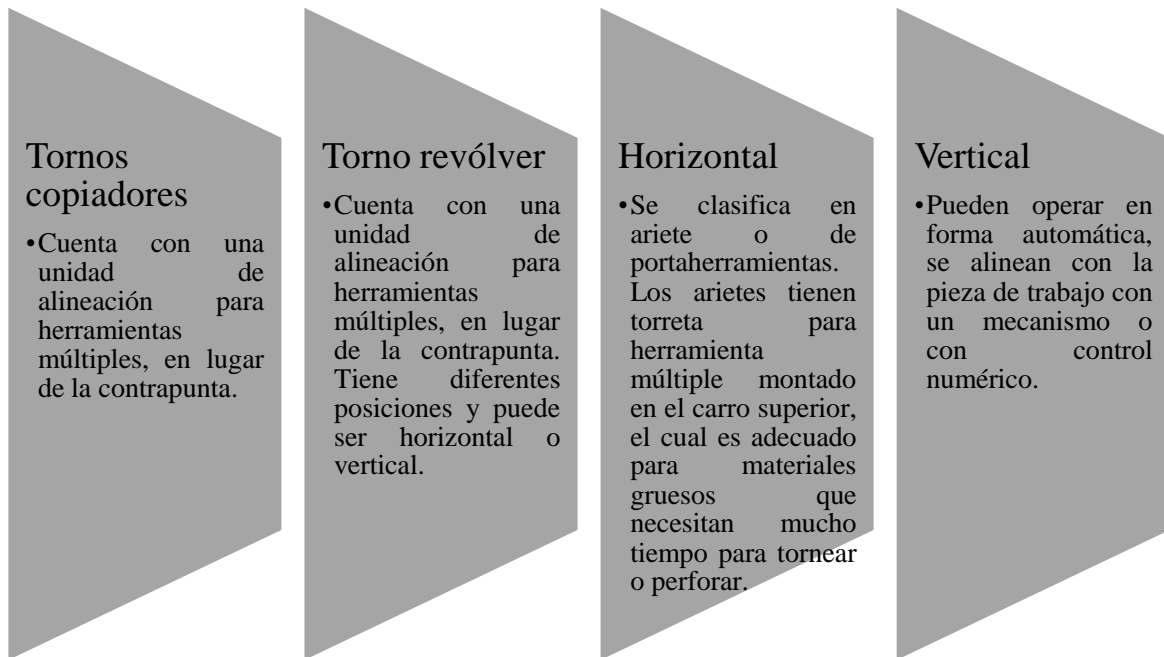 Tornos
copiadores
•Cuenta con una
unidad de
alineación para
herramientas
múltiples, en lugar
de la contrapunta.
Torno revólver
•Cuenta con una
unidad de
alineación para
herramientas
múltiples, en lugar
de la contrapunta.
Tiene diferentes
posiciones y puede
ser horizontal o
vertical.
Horizontal
•Se clasifica en
ariete o de
portaherramientas.
Los arietes tienen
torreta para
herramienta
múltiple montado
en el carro superior,
el cual es adecuado
para materiales
gruesos que
necesitan mucho
tiempo para tornear
o perforar.
Vertical
•Pueden operar en
forma automática,
se alinean con la
pieza de trabajo con
un mecanismo o
con control
numérico.